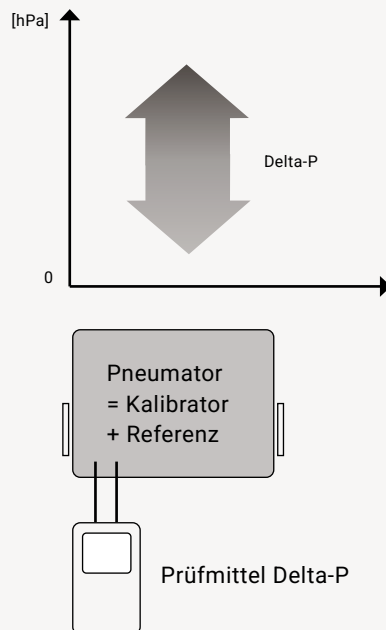 [hPa]
Delta-P
0
Pneumator
= Kalibrator
+ Referenz
Prüfmittel Delta-P